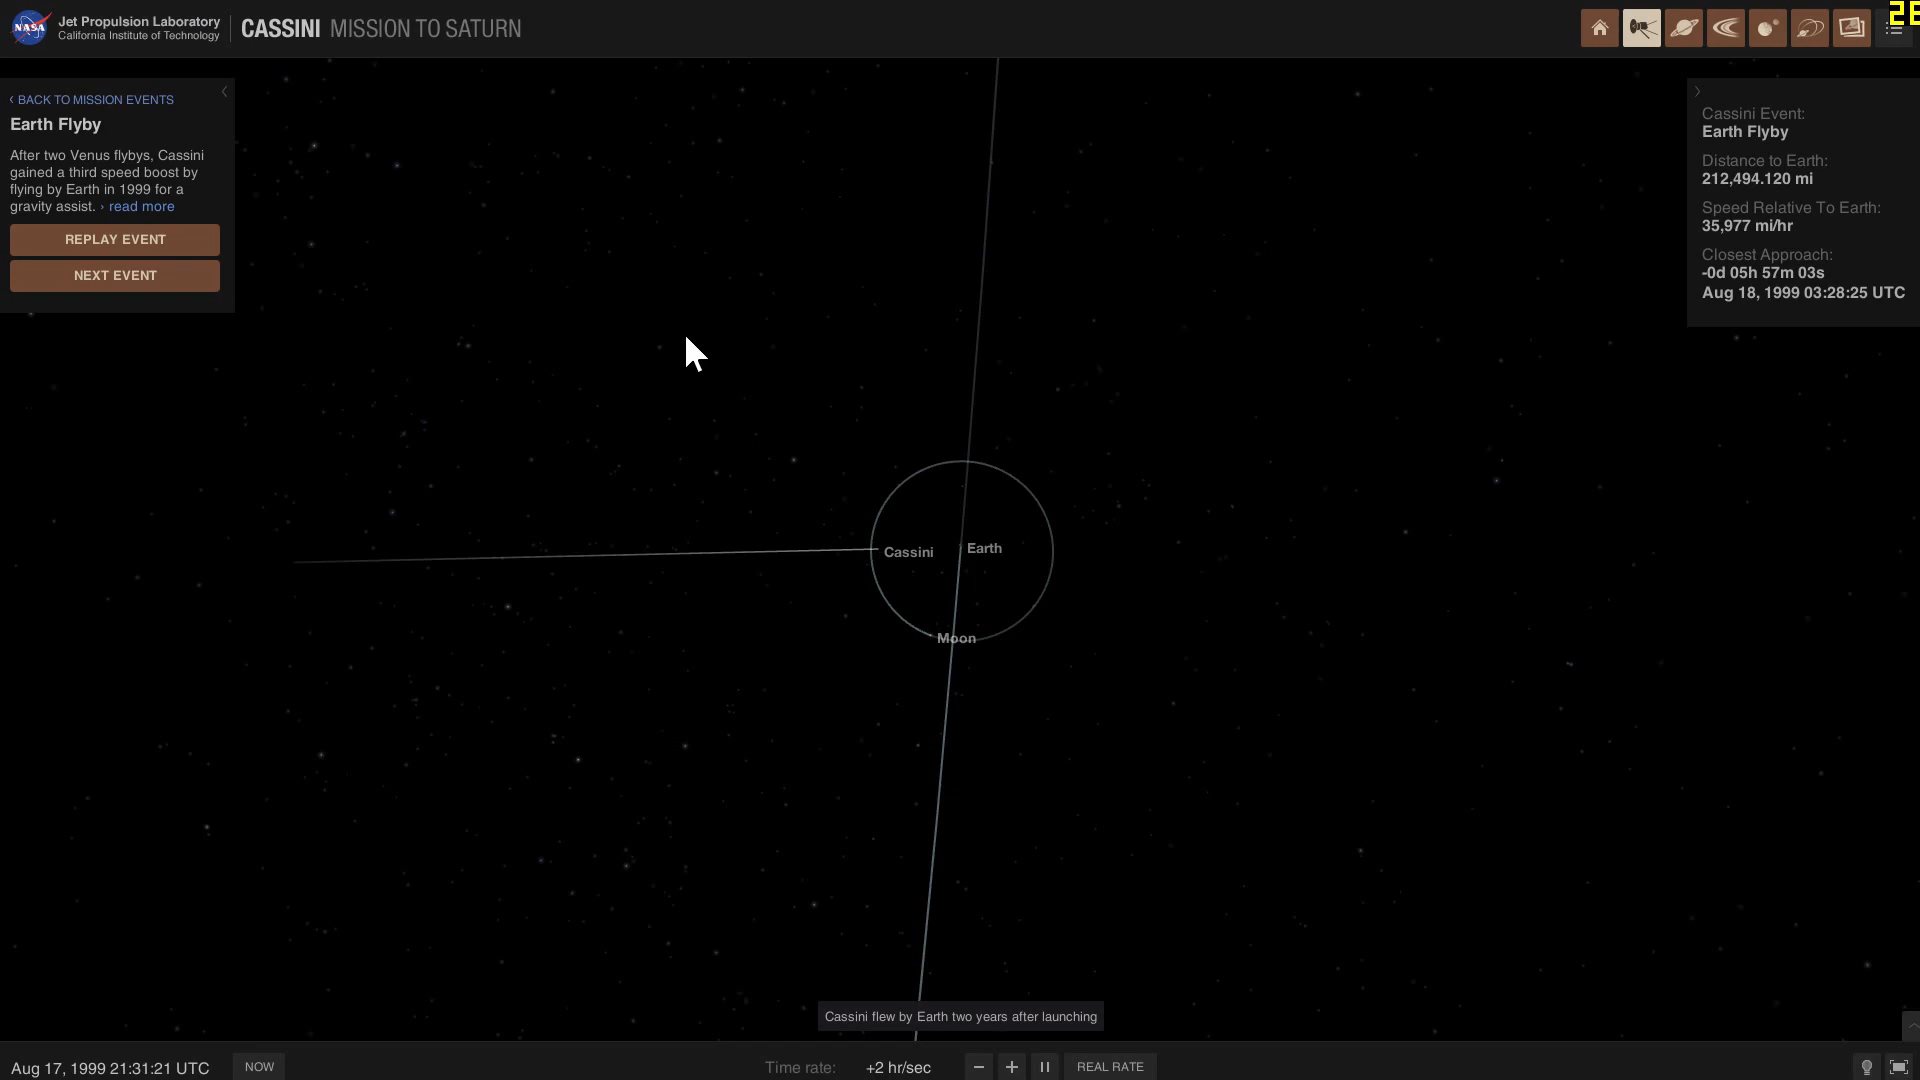 NASA
Jet Propulsion Laboratory
California Institute of Technology
CASSINI MISSION TO SATURN
‹ BACK TO MISSION EVENTS
Earth Flyby
After two Venus flybys, Cassini
gained a third speed boost by
flying by Earth in 1999 for a
gravity assist. › read more
REPLAY EVENT
NEXT EVENT
Cassini Event:
Earth Flyby
Distance to Earth:
212,494.120 mi
Speed Relative To Earth:
35,977 mi/hr
Closest Approach:
-0d 05h 57m 03s
Aug 18, 1999 03:28:25 UTC
Cassini
Earth
Moon
Cassini flew by Earth two years after launching
Aug 17, 1999 21:31:21 UTC
NOW
Time rate: +2 hr/sec
REAL RATE